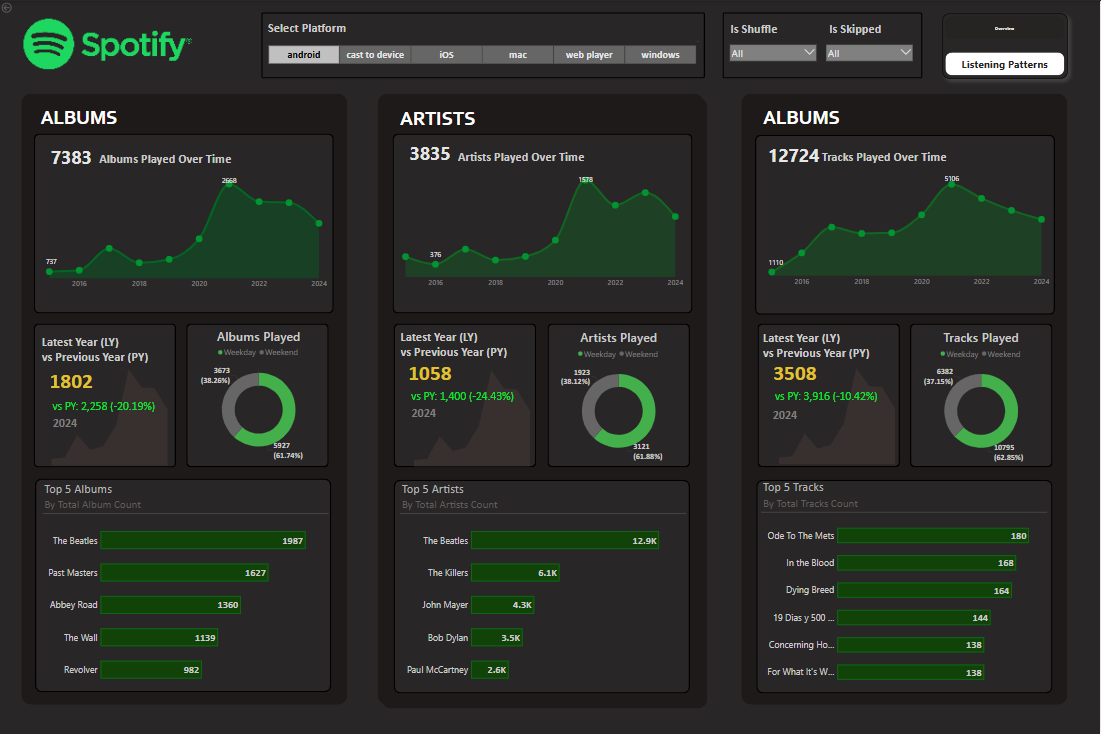 Spotify®
Select Platform
android
cast to device
iOS
mac
web player
windows
Is Shuffle
All
Is Skipped
All
Overview
Listening Patterns
ALBUMS
7383 Albums Played Over Time
2668
737
2016
2018
2020
2022
2024
Latest Year (LY)
vs Previous Year (PY)
1802
vs PY: 2,258 (-20.19%)
2024
Albums Played
Weekday Weekend
3673
(38.26%)
5927
(61.74%)
Top 5 Albums
By Total Album Count
The Beatles 1987
Past Masters 1627
Abbey Road 1360
The Wall 1139
Revolver 982
ARTISTS
3835 Artists Played Over Time
1578
376
2016
2018
2020
2022
2024
Latest Year (LY)
vs Previous Year (PY)
1058
vs PY: 1,400 (-24.43%)
2024
Artists Played
Weekday Weekend
1923
(38.12%)
3121
(61.88%)
Top 5 Artists
By Total Artists Count
The Beatles 12.9K
The Killers 6.1K
John Mayer 4.3K
Bob Dylan 3.5K
Paul McCartney 2.6K
ALBUMS
12724 Tracks Played Over Time
5106
1110
2016
2018
2020
2022
2024
Latest Year (LY)
vs Previous Year (PY)
3508
vs PY: 3,916 (-10.42%)
2024
Tracks Played
Weekday Weekend
6382
(37.15%)
10795
(62.85%)
Top 5 Tracks
By Total Tracks Count
Ode To The Mets 180
In the Blood 168
Dying Breed 164
19 Dias y 500 ... 144
Concerning Ho... 138
For What It's W... 138